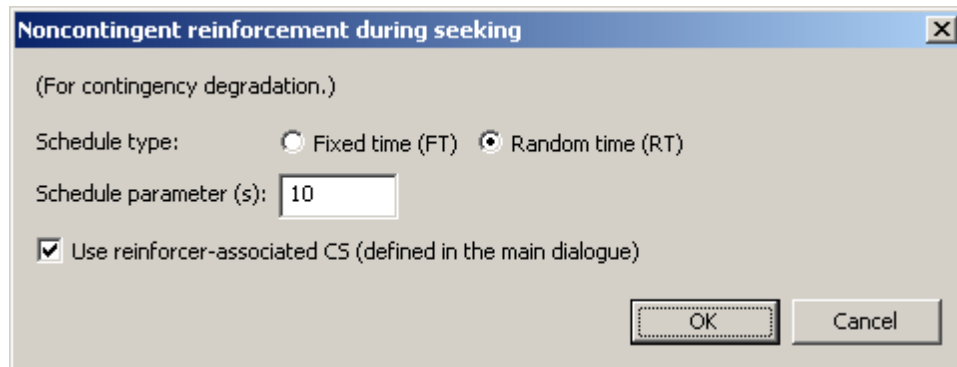 Noncontingent reinforcement during seeking
(For contingency degradation.)
Schedule type: Fixed time (FT) Random time (RT)
Schedule parameter (s): 10
Use reinforcer-associated CS (defined in the main dialogue)
OK Cancel